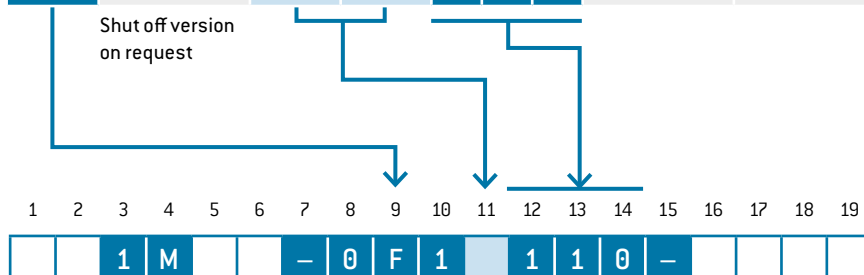 Shut off version
on request
1 2 3 4 5 6 7 8 9 10 11 12 13 14 15 16 17 18 19
1 M – 0 F 1 1 1 0 –